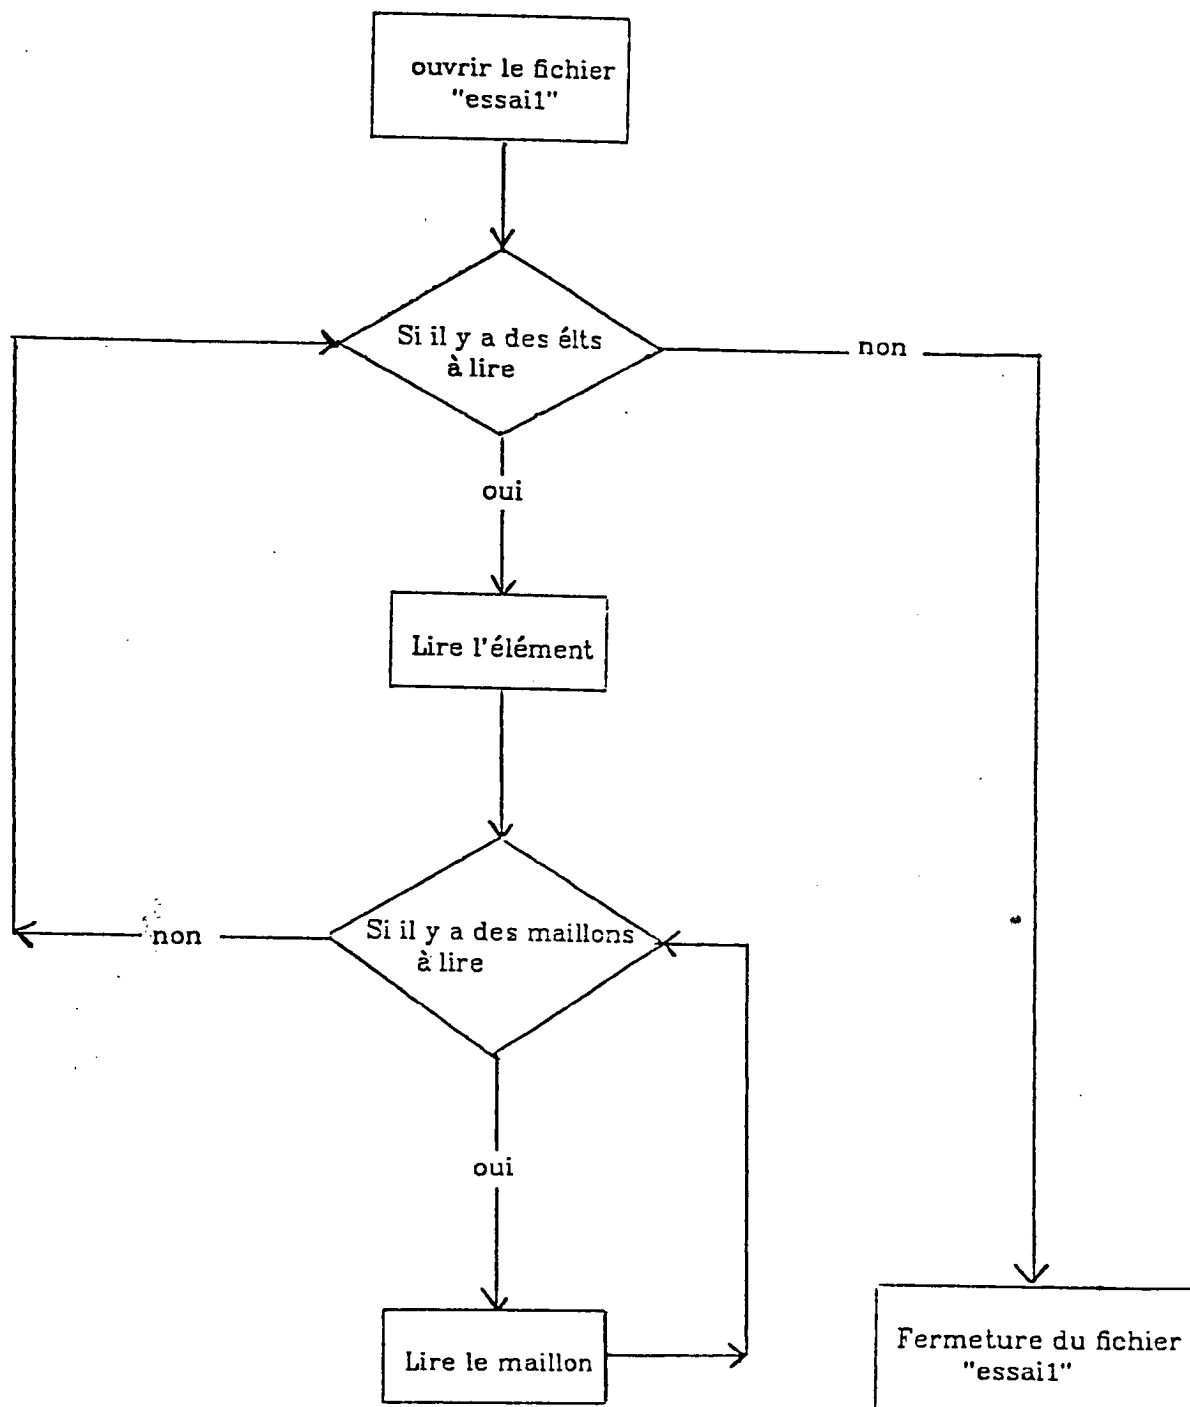 ouvrir le fichier
"essai1"
Si il y a des élts
à lire
non
oui
Lire l'élément
Si il y a des maillons
à lire
non
oui
Lire le maillon
Fermeture du fichier
"essai1"